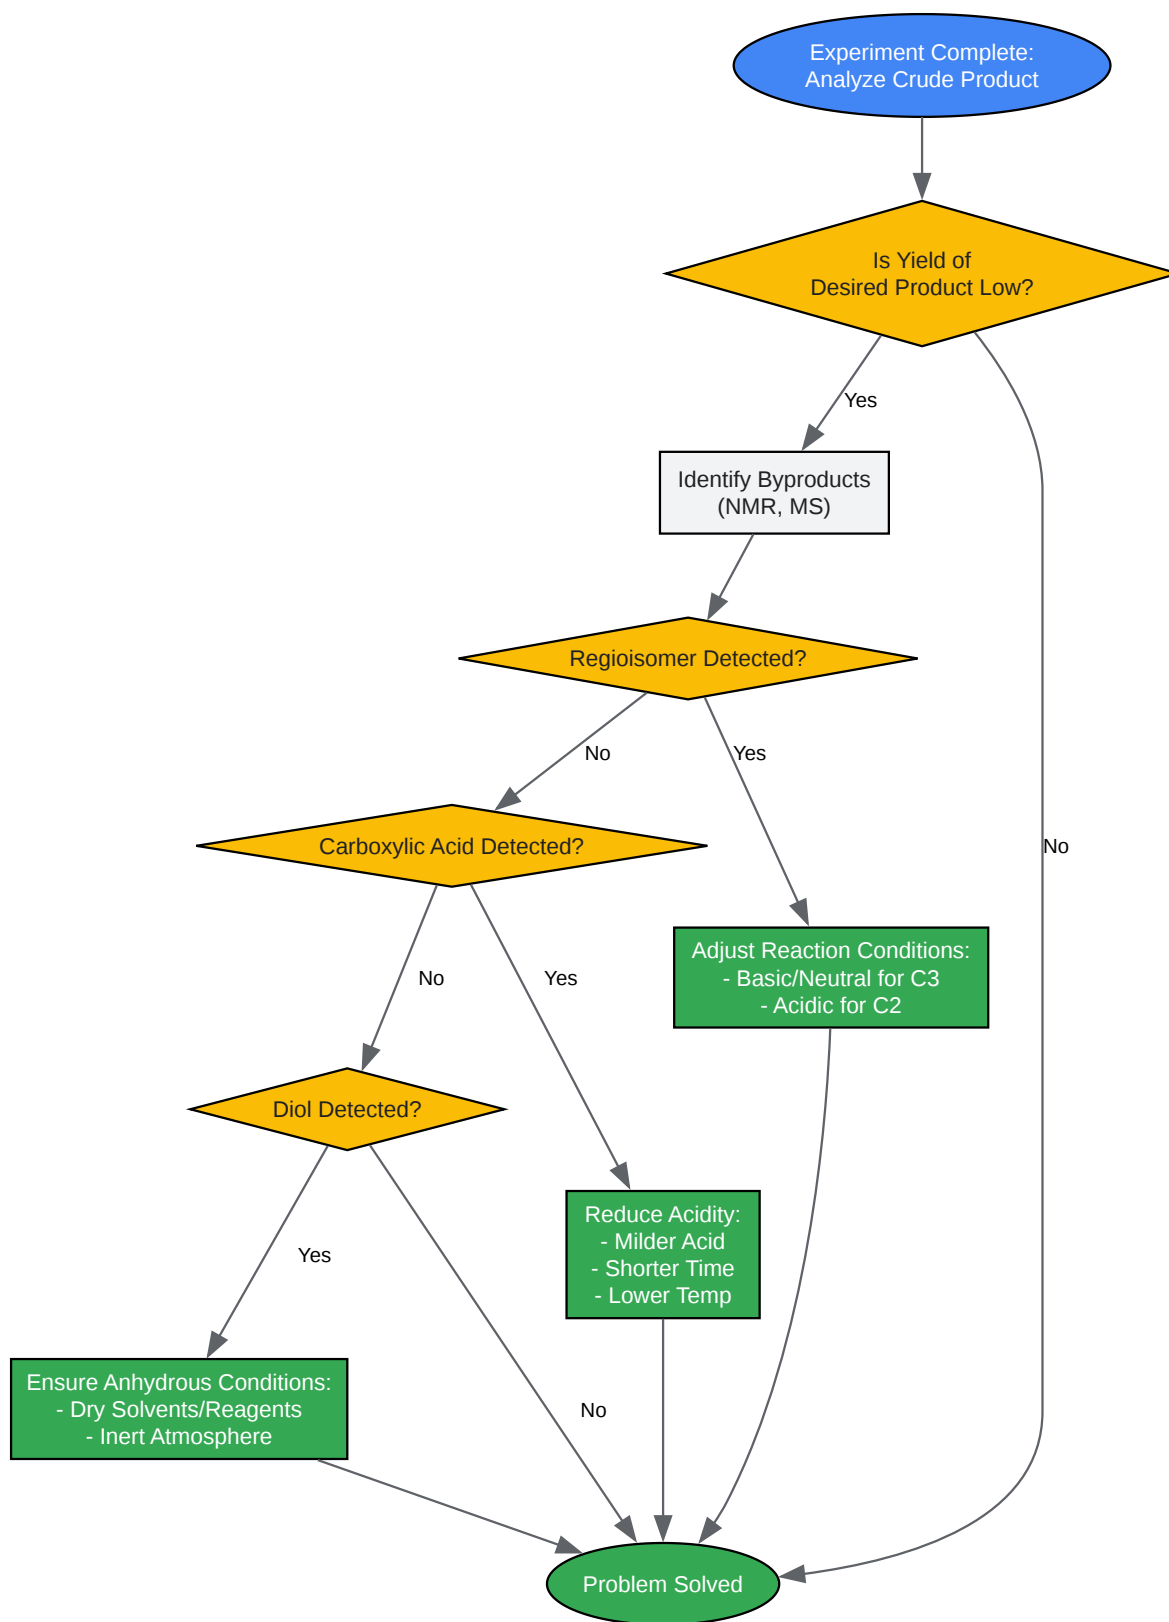 Experiment Complete:
Analyze Crude Product
Is Yield of
Desired Product Low?
Yes
Identify Byproducts
(NMR, MS)
Regioisomer Detected?
No
Yes
No
Carboxylic Acid Detected?
Adjust Reaction Conditions:
- Basic/Neutral for C3
- Acidic for C2
No
Yes
Diol Detected?
Reduce Acidity:
- Milder Acid
- Shorter Time
- Lower Temp
Yes
Ensure Anhydrous Conditions:
- Dry Solvents/Reagents
- Inert Atmosphere
No
Problem Solved